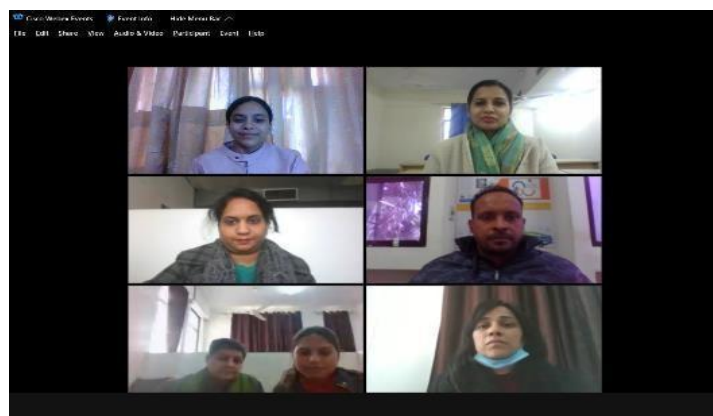 Cisco Webex Events Event Info Hide Menu Bar
File Edit Share View Audio & Video Participant Event Help